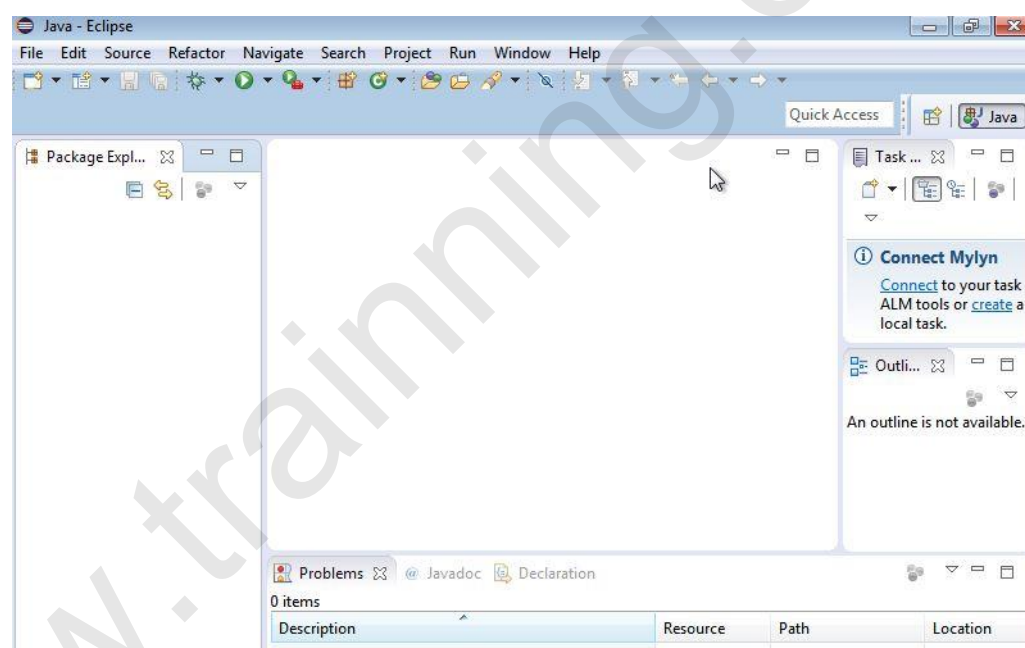 Java - Eclipse
File Edit Source Refactor Navigate Search Project Run Window Help
Quick Access
Java
Package Expl...
Task ...
Connect Mylyn
Connect to your task
ALM tools or create a
local task.
Outli...
An outline is not available.
Problems @ Javadoc Declaration
0 items
Description Resource Path Location
w.trainning.